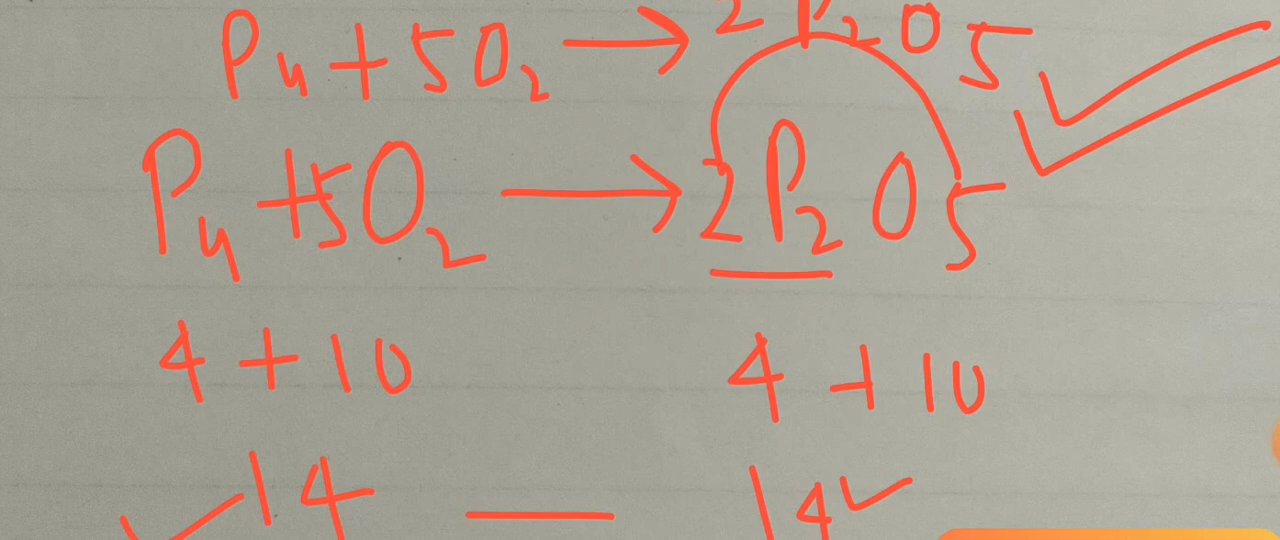 P₄ + 5O₂ → 2P₂O₅
P₄ + 5O₂ → 2P₂O₅
4 + 10 4 + 10
14 — 14